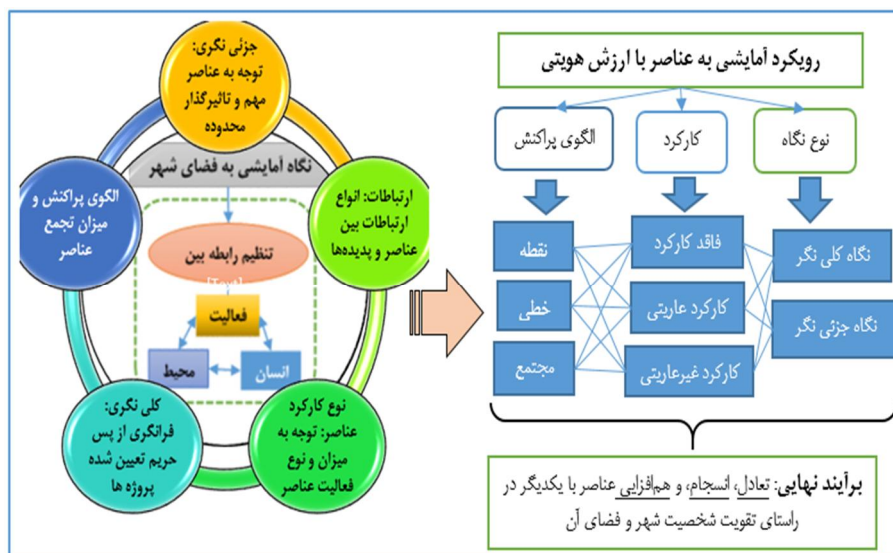 جزئی نگری:
توجه به عناصر
مهم و تاثیرگذار
محدوده
نگاه آمایشی به فضای شهر
الگوی پراکنش و
میزان تجمع
عناصر
ارتباطات: انواع
ارتباطات بین
عناصر و پدیده‌ها
تنظیم رابطه بین
فعالیت
محیط
انسان
کلی نگری:
فرانگری از پس
حریم تعیین شده
پروژه ها
نوع کارکرد
عناصر: توجه به
میزان و نوع
فعالیت عناصر
رویکرد آمایشی به عناصر با ارزش هویتی
نوع نگاه
کارکرد
الگوی پراکنش
نگاه کلی نگر
نگاه جزئی نگر
فاقد کارکرد
کارکرد عاریتی
کارکرد غیرعاریتی
نقطه
خطی
مجتمع
برآیند نهایی: تعادل، انسجام، و هم‌افزایی عناصر با یکدیگر در
راستای تقویت شخصیت شهر و فضای آن